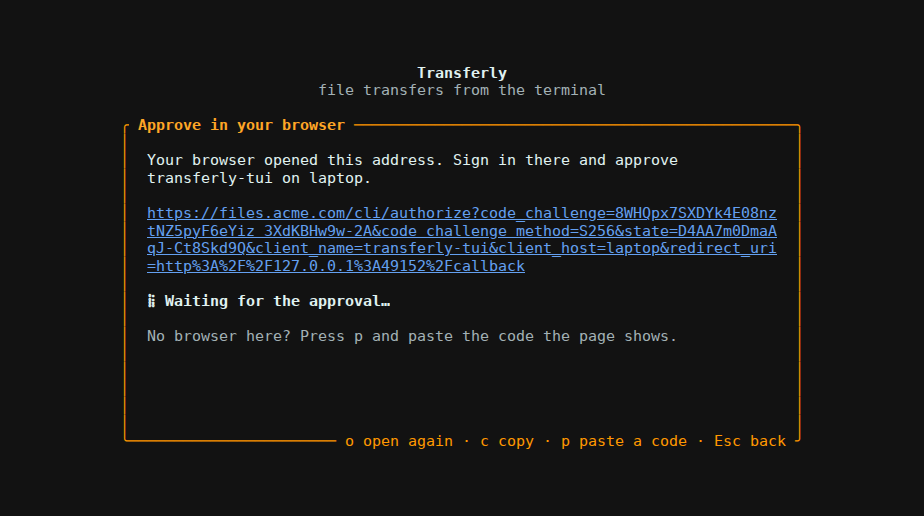 Transferly
file transfers from the terminal
Approve in your browser
Your browser opened this address. Sign in there and approve
transferly-tui on laptop.
https://files.acme.com/cli/authorize?code_challenge=8WHQpx7SXDYk4E08nz
tNZ5pyF6eYiz_3XdKBHw9w-2A&code_challenge_method=S256&state=D4AA7m0DmaA
qJ-Ct8Skd9Q&client_name=transferly-tui&client_host=laptop&redirect_uri
=http%3A%2F%2F127.0.0.1%3A49152%2Fcallback
Waiting for the approval…
No browser here? Press p and paste the code the page shows.
o open again · c copy · p paste a code · Esc back